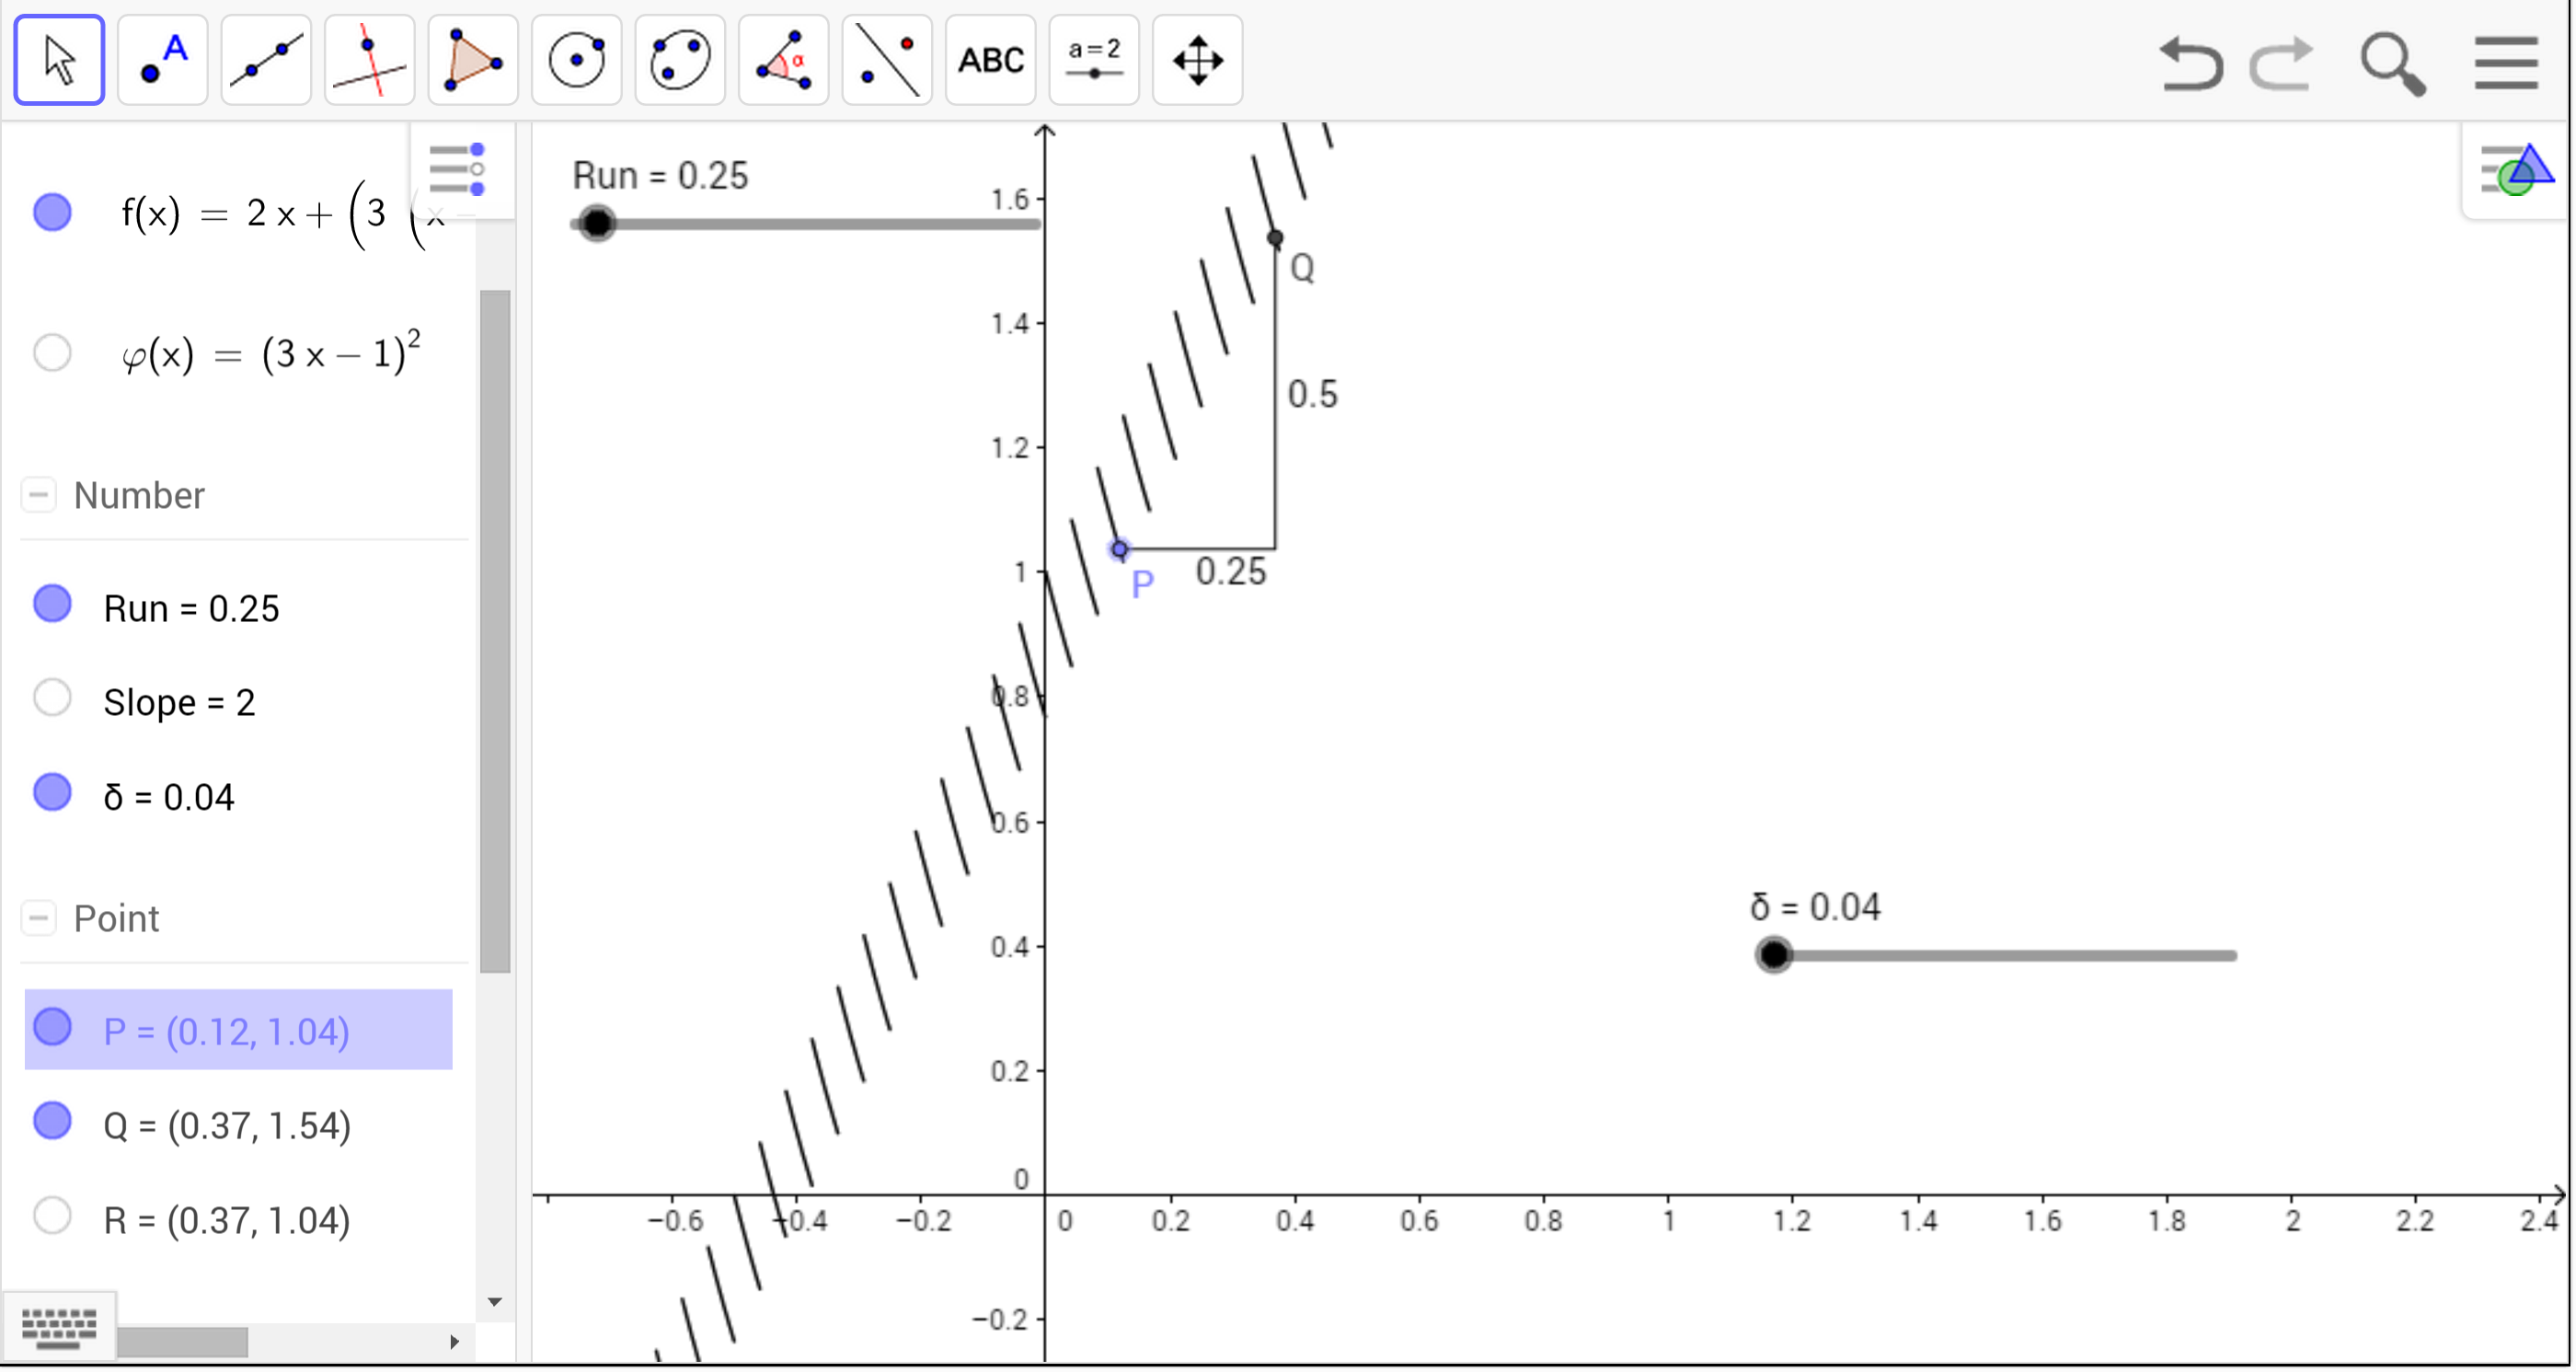 A
α
ABC
a=2
f(x) = 2 x + (3 (x −
φ(x) = (3 x − 1)²
Number
Run = 0.25
Slope = 2
δ = 0.04
Point
P = (0.12, 1.04)
Q = (0.37, 1.54)
R = (0.37, 1.04)
Run = 0.25
1.6
1.4
1.2
1
0.8
0.6
0.4
0.2
0
−0.2
Q
0.5
P
0.25
δ = 0.04
−0.6 −0.4 −0.2 0 0.2 0.4 0.6 0.8 1 1.2 1.4 1.6 1.8 2 2.2 2.4